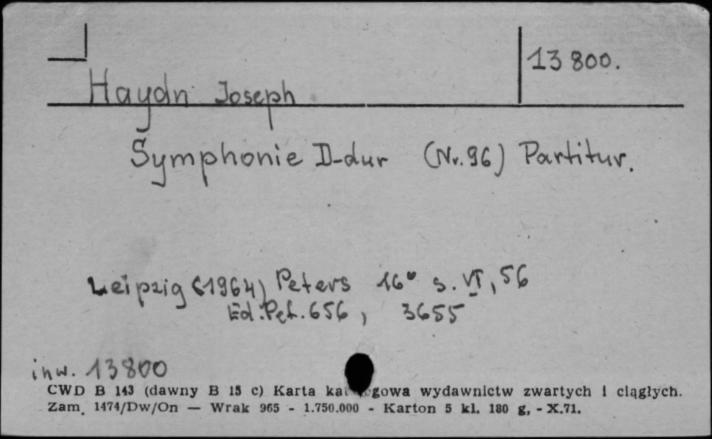 13 800.
Haydn Joseph
Symphonie D-dur (Nr. 96) Partitur.
Leipzig (1964) Peters 16° s. VI, 56
Ed. Pet. 656, 3655
inw. 13800
CWD B 143 (dawny B 15 c) Karta wydawnictw zwartych i ciągłych.
Zam. 1474/Dw/On — Wrak 965 - 1.750.000 - Karton 5 kl. 180 g. - X.71.